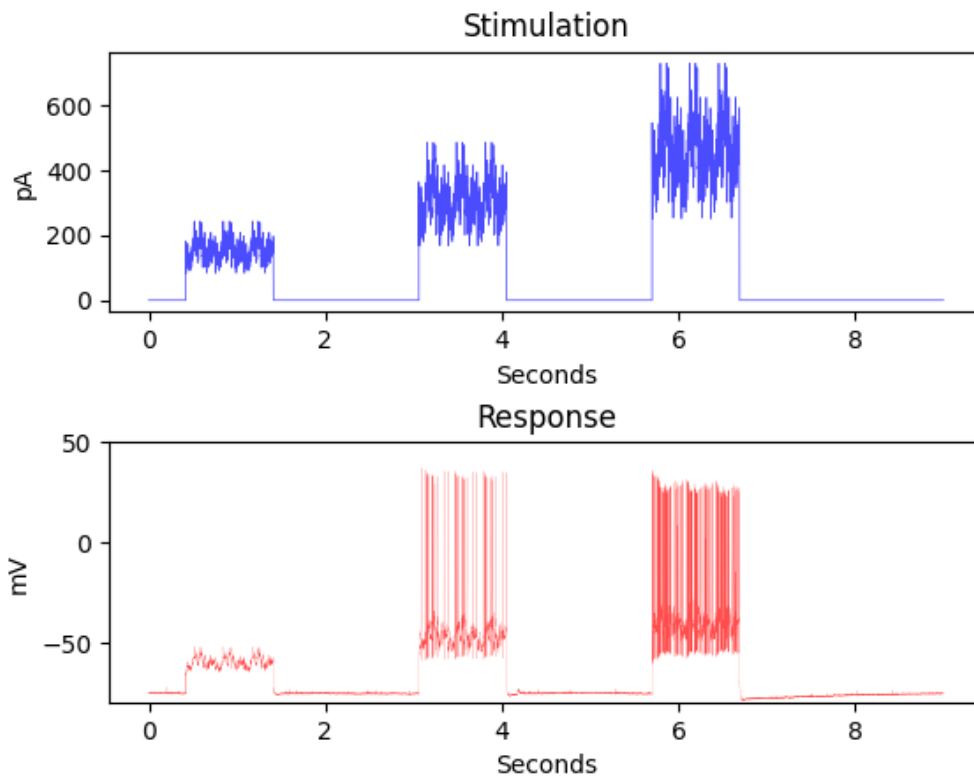 Stimulation
600
400
200
0
pA
0 2 4 6 8
Seconds
Response
50
0
−50
mV
0 2 4 6 8
Seconds